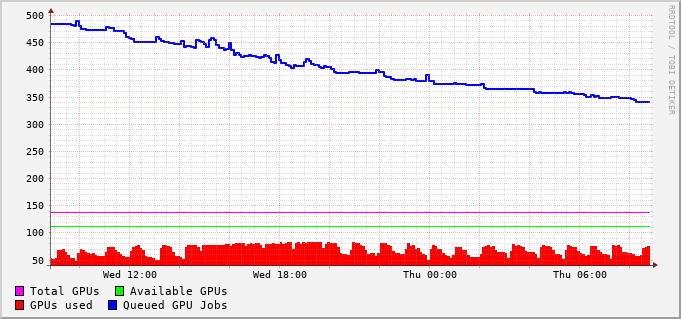 500
450
400
350
300
250
200
150
100
50
Wed 12:00 Wed 18:00 Thu 00:00 Thu 06:00
Total GPUs Available GPUs
GPUs used Queued GPU Jobs
RRDTOOL / TOBI OETIKER